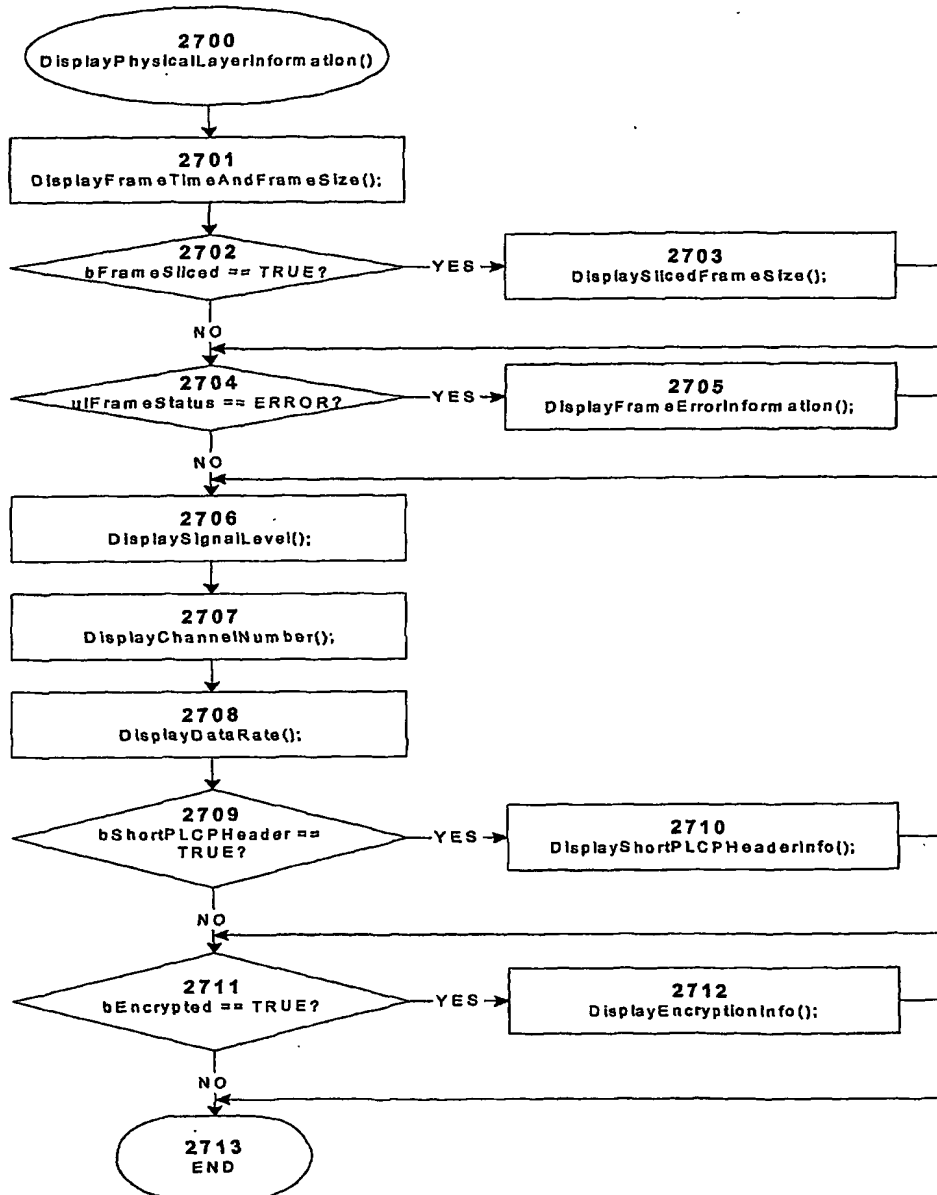 2700
DisplayPhysicalLayerInformation()
2701
DisplayFrameTimeAndFrameSize();
2702
bFrameSliced == TRUE?
YES
2703
DisplaySlicedFrameSize();
NO
2704
uiFrameStatus == ERROR?
YES
2705
DisplayFrameErrorInformation();
NO
2706
DisplaySignalLevel();
2707
DisplayChannelNumber();
2708
DisplayDataRate();
2709
bShortPLCPHeader ==
TRUE?
YES
2710
DisplayShortPLCPHeaderInfo();
NO
2711
bEncrypted == TRUE?
YES
2712
DisplayEncryptionInfo();
NO
2713
END